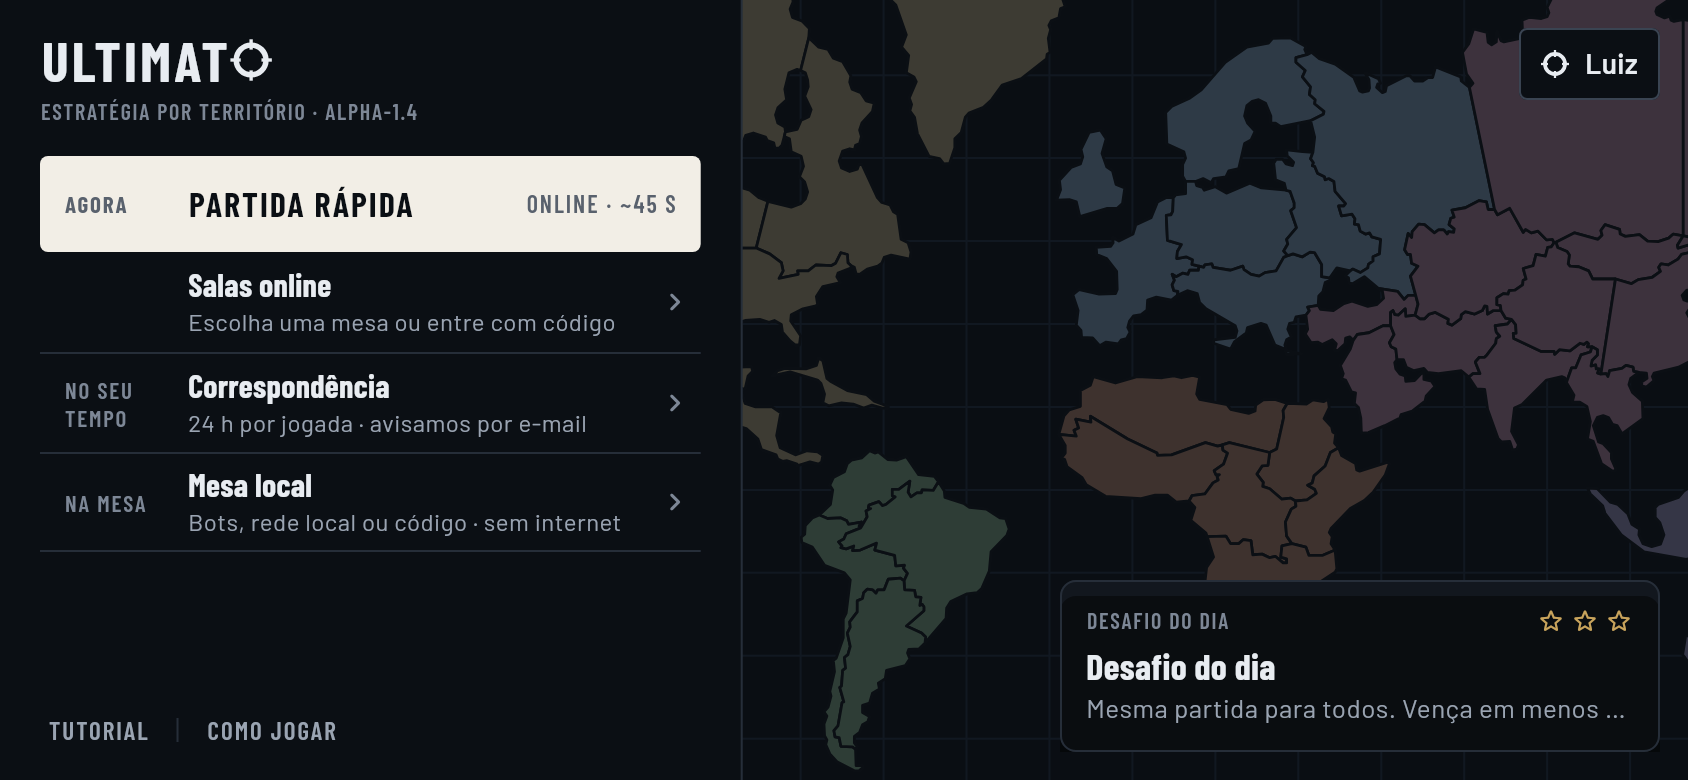 ULTIMATO
ESTRATÉGIA POR TERRITÓRIO · ALPHA-1.4
Luiz
AGORA
PARTIDA RÁPIDA
ONLINE · ~45 S
Salas online
Escolha uma mesa ou entre com código
NO SEU
TEMPO
Correspondência
24 h por jogada · avisamos por e-mail
NA MESA
Mesa local
Bots, rede local ou código · sem internet
TUTORIAL
COMO JOGAR
DESAFIO DO DIA
Desafio do dia
Mesma partida para todos. Vença em menos ...